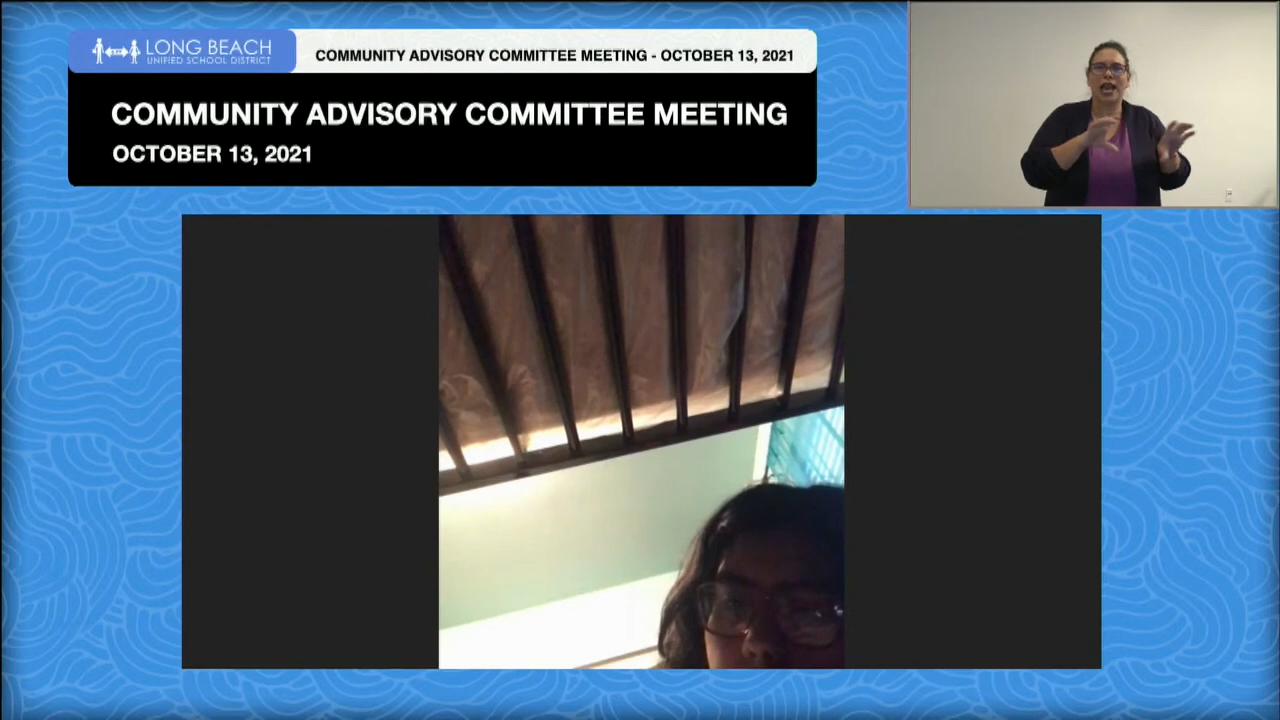 LONG BEACH
UNIFIED SCHOOL DISTRICT
COMMUNITY ADVISORY COMMITTEE MEETING - OCTOBER 13, 2021
COMMUNITY ADVISORY COMMITTEE MEETING
OCTOBER 13, 2021